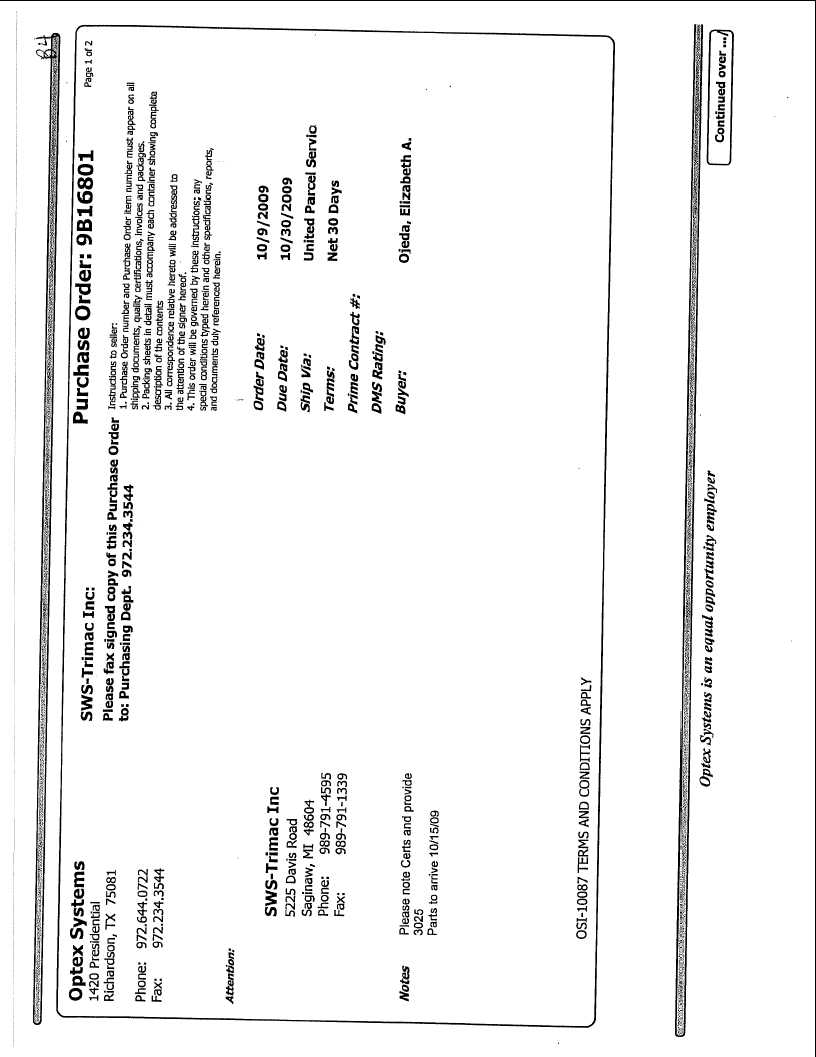 B4
Optex Systems
1420 Presidential
Richardson, TX 75081
Phone: 972.644.0722
Fax: 972.234.3544
SWS-Trimac Inc:
Please fax signed copy of this Purchase Order
to: Purchasing Dept. 972.234.3544
Purchase Order: 9B16801
Page 1 of 2
Instructions to seller:
1. Purchase Order number and Purchase Order item number must appear on all
shipping documents, quality certifications, invoices and packages.
2. Packing sheets in detail must accompany each container showing complete
description of the contents
3. All correspondence relative hereto will be addressed to
the attention of the signer hereof.
4. This order will be governed by these instructions; any
special conditions typed herein and other specifications, reports,
and documents duly referenced herein.
Attention:
SWS-Trimac Inc
5225 Davis Road
Saginaw, MI 48604
Phone: 989-791-4595
Fax: 989-791-1339
Order Date: 10/9/2009
Due Date: 10/30/2009
Ship Via: United Parcel Servic
Terms: Net 30 Days
Prime Contract #:
DMS Rating:
Buyer: Ojeda, Elizabeth A.
Notes Please note Certs and provide
3025
Parts to arrive 10/15/09
OSI-10087 TERMS AND CONDITIONS APPLY
Optex Systems is an equal opportunity employer
Continued over .../